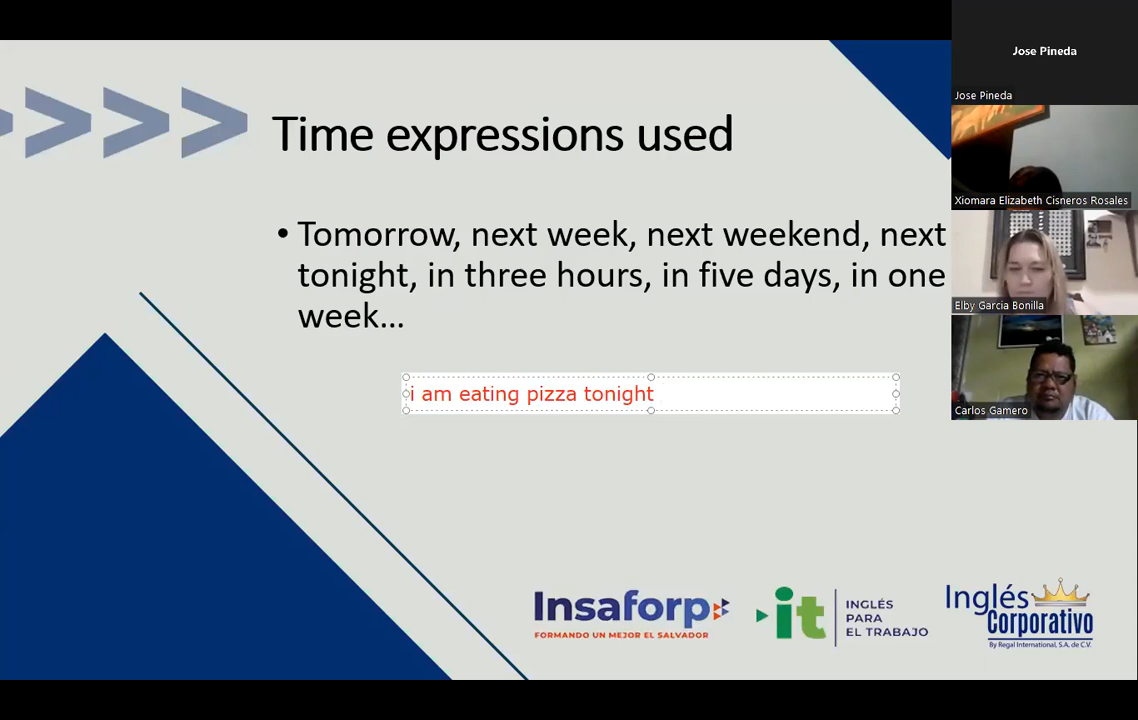 Time expressions used
• Tomorrow, next week, next weekend, next
tonight, in three hours, in five days, in one
week...
i am eating pizza tonight
Insaforp
FORMANDO UN MEJOR EL SALVADOR
it
INGLÉS
PARA
EL TRABAJO
Inglés
Corporativo
By Regal International, S.A. de C.V.
Jose Pineda
Jose Pineda
Xiomara Elizabeth Cisneros Rosales
Elby Garcia Bonilla
Carlos Gamero